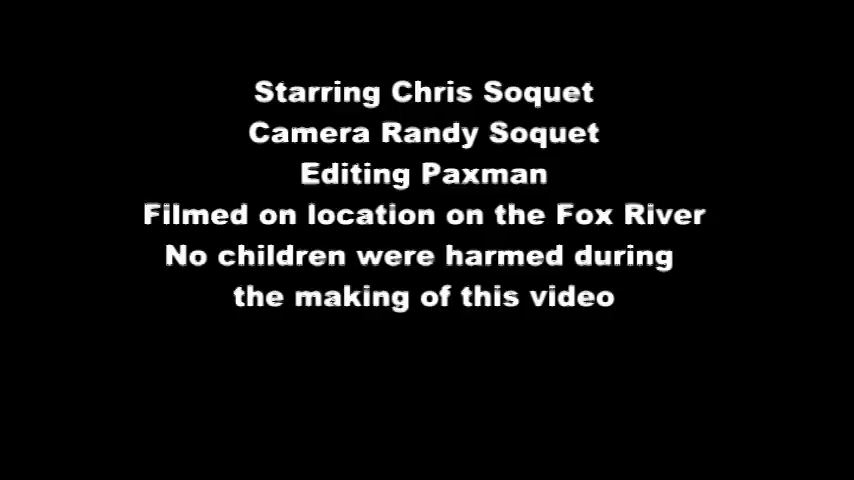 Starring Chris Soquet
Camera Randy Soquet
Editing Paxman
Filmed on location on the Fox River
No children were harmed during
the making of this video